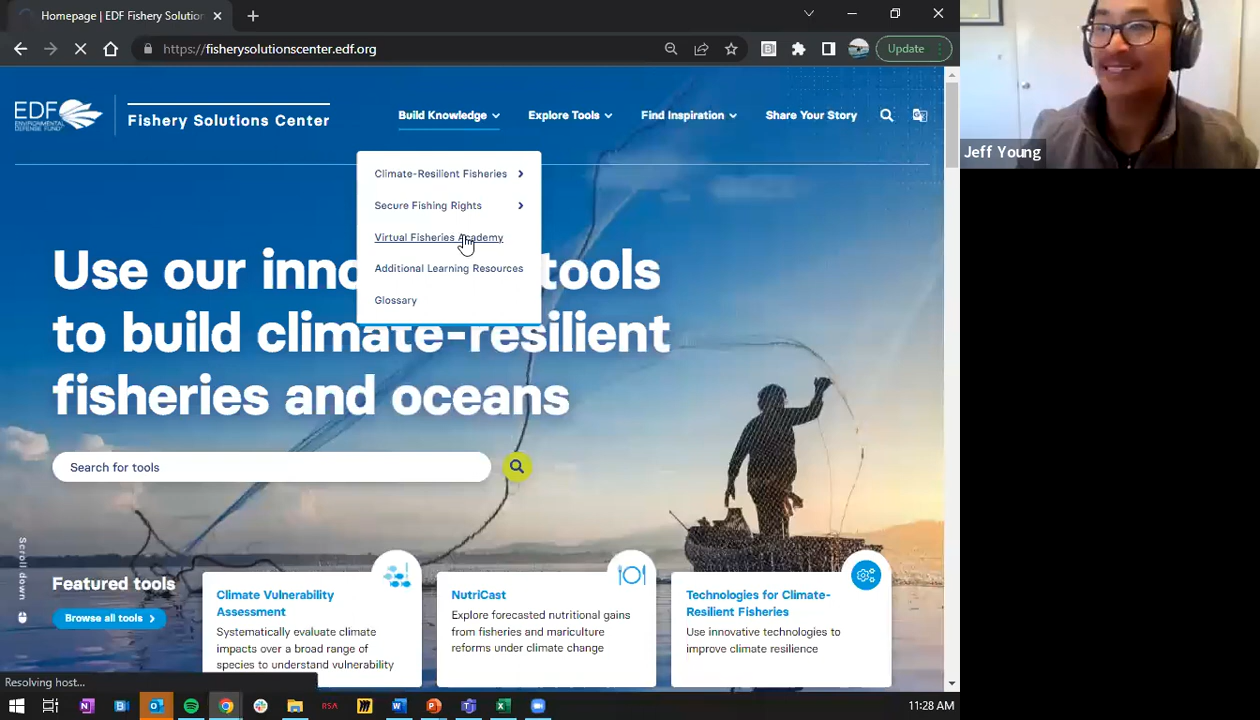 Homepage | EDF Fishery Solution
https://fisherysolutionscenter.edf.org
Update
EDF
ENVIRONMENTAL
DEFENSE FUND
Fishery Solutions Center
Build Knowledge
Explore Tools
Find Inspiration
Share Your Story
Jeff Young
Climate-Resilient Fisheries
Secure Fishing Rights
Virtual Fisheries Academy
Additional Learning Resources
Glossary
Use our inno tools
to build climate-resilient
fisheries and oceans
Search for tools
Scroll down
Featured tools
Browse all tools
Climate Vulnerability
Assessment
Systematically evaluate climate
impacts over a broad range of
species to understand vulnerability
NutriCast
Explore forecasted nutritional gains
from fisheries and mariculture
reforms under climate change
Technologies for Climate-
Resilient Fisheries
Use innovative technologies to
improve climate resilience
Resolving host...
RSA
11:28 AM